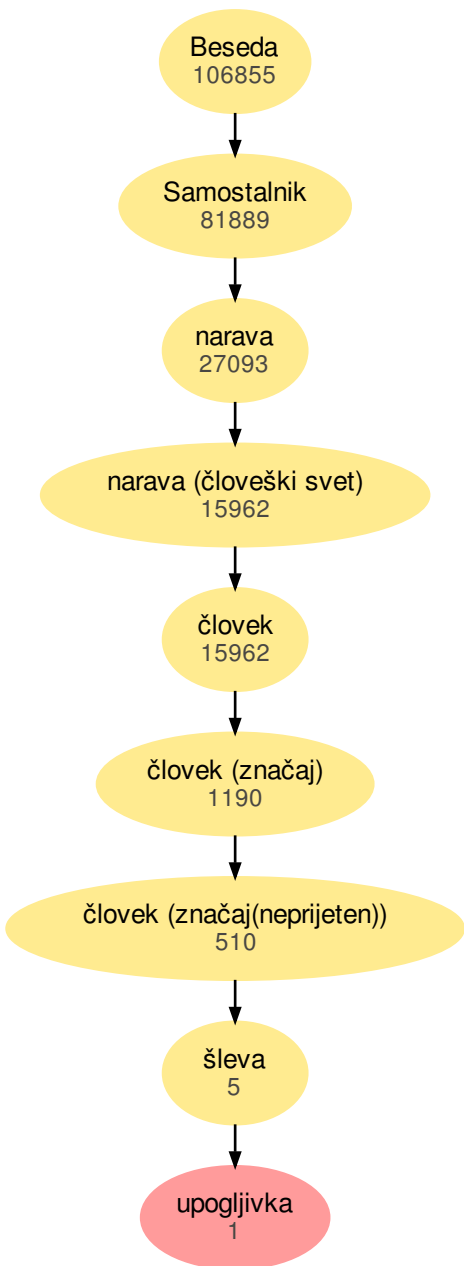 Beseda
106855
Samostalnik
81889
narava
27093
narava (človeški svet)
15962
človek
15962
človek (značaj)
1190
človek (značaj(neprijeten))
510
šleva
5
upogljivka
1